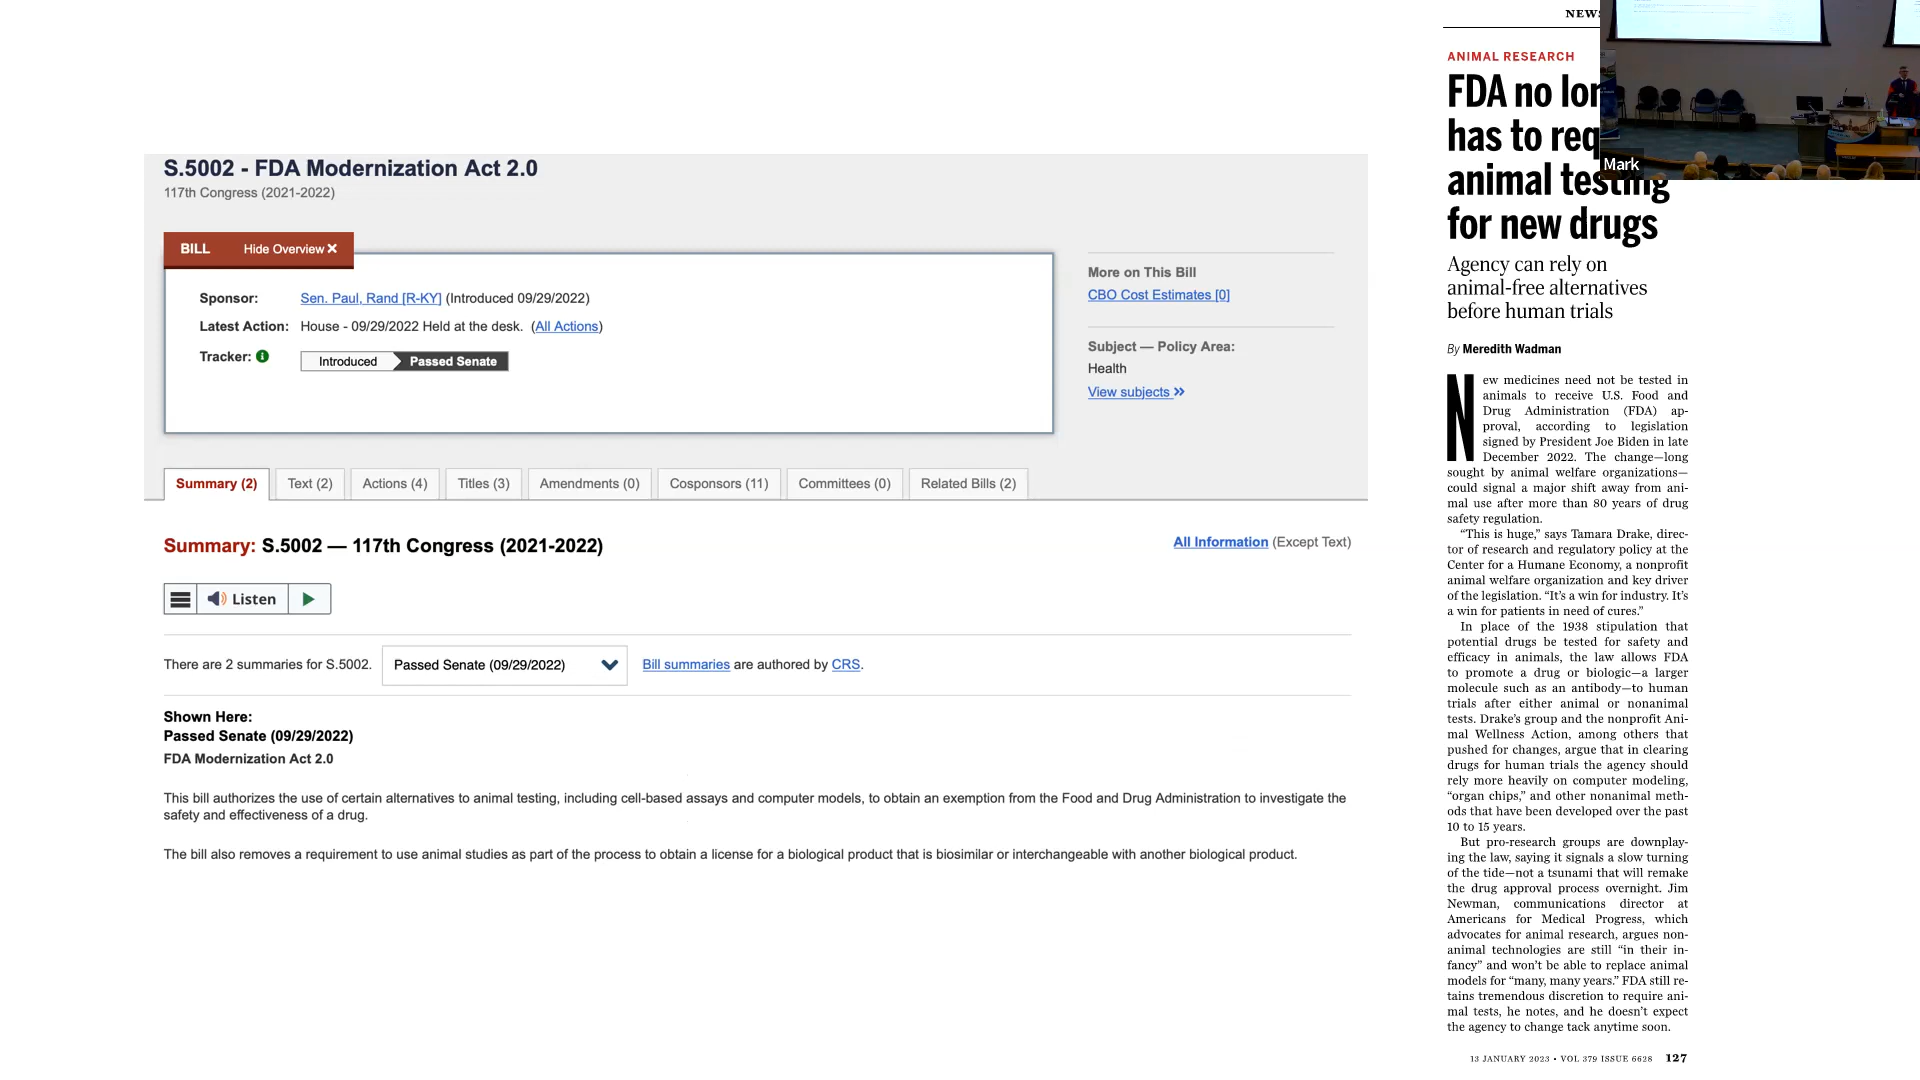 S.5002 - FDA Modernization Act 2.0
117th Congress (2021-2022)
BILL Hide Overview ✕
Sponsor: Sen. Paul, Rand [R-KY] (Introduced 09/29/2022)
Latest Action: House - 09/29/2022 Held at the desk. (All Actions)
Tracker: Introduced Passed Senate
More on This Bill
CBO Cost Estimates [0]
Subject — Policy Area:
Health
View subjects »
Summary (2) Text (2) Actions (4) Titles (3) Amendments (0) Cosponsors (11) Committees (0) Related Bills (2)
Summary: S.5002 — 117th Congress (2021-2022)
All Information (Except Text)
Listen
There are 2 summaries for S.5002. Passed Senate (09/29/2022) Bill summaries are authored by CRS.
Shown Here:
Passed Senate (09/29/2022)
FDA Modernization Act 2.0
This bill authorizes the use of certain alternatives to animal testing, including cell-based assays and computer models, to obtain an exemption from the Food and Drug Administration to investigate the
safety and effectiveness of a drug.
The bill also removes a requirement to use animal studies as part of the process to obtain a license for a biological product that is biosimilar or interchangeable with another biological product.
NEWS
ANIMAL RESEARCH
FDA no lon
has to req
animal testing
for new drugs
Mark
Agency can rely on
animal-free alternatives
before human trials
By Meredith Wadman
New medicines need not be tested in
animals to receive U.S. Food and
Drug Administration (FDA) ap-
proval, according to legislation
signed by President Joe Biden in late
December 2022. The change—long
sought by animal welfare organizations—
could signal a major shift away from ani-
mal use after more than 80 years of drug
safety regulation.
“This is huge,” says Tamara Drake, direc-
tor of research and regulatory policy at the
Center for a Humane Economy, a nonprofit
animal welfare organization and key driver
of the legislation. “It’s a win for industry. It’s
a win for patients in need of cures.”
In place of the 1938 stipulation that
potential drugs be tested for safety and
efficacy in animals, the law allows FDA
to promote a drug or biologic—a larger
molecule such as an antibody—to human
trials after either animal or nonanimal
tests. Drake’s group and the nonprofit Ani-
mal Wellness Action, among others that
pushed for changes, argue that in clearing
drugs for human trials the agency should
rely more heavily on computer modeling,
“organ chips,” and other nonanimal meth-
ods that have been developed over the past
10 to 15 years.
But pro-research groups are downplay-
ing the law, saying it signals a slow turning
of the tide—not a tsunami that will remake
the drug approval process overnight. Jim
Newman, communications director at
Americans for Medical Progress, which
advocates for animal research, argues non-
animal technologies are still “in their in-
fancy” and won’t be able to replace animal
models for “many, many years.” FDA still re-
tains tremendous discretion to require ani-
mal tests, he notes, and he doesn’t expect
the agency to change tack anytime soon.
13 JANUARY 2023 • VOL 379 ISSUE 6628 127